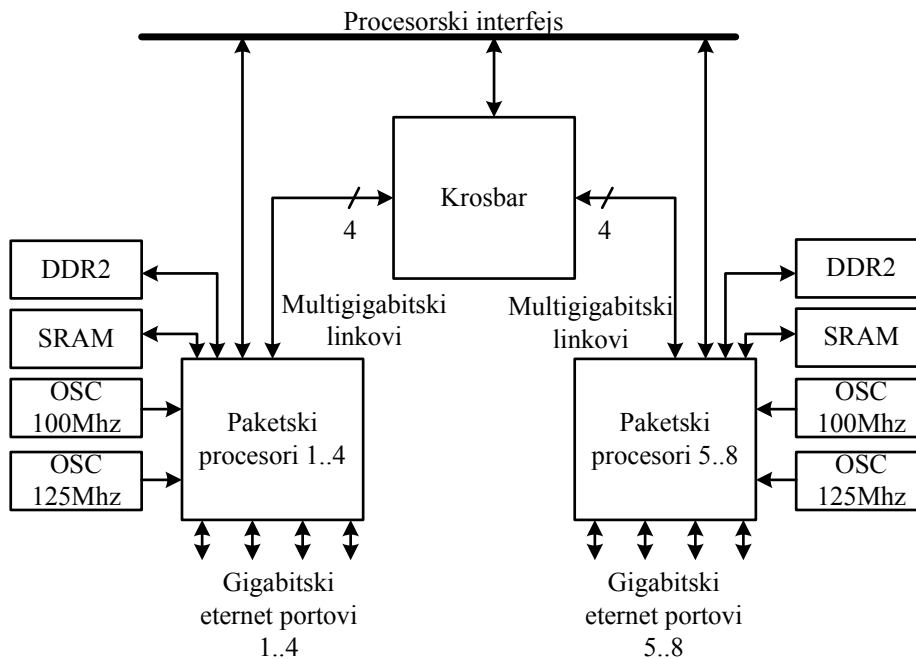 Procesorski interfejs
Krosbar
4
4
DDR2
SRAM
OSC
100Mhz
OSC
125Mhz
Multigigabitski
linkovi
Multigigabitski
linkovi
DDR2
SRAM
OSC
100Mhz
OSC
125Mhz
Paketski
procesori 1..4
Paketski
procesori 5..8
Gigabitski
eternet portovi
1..4
Gigabitski
eternet portovi
5..8